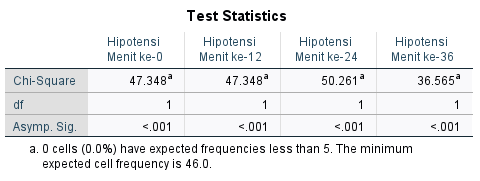 Test Statistics
Hipotensi Menit ke-0 Hipotensi Menit ke-12 Hipotensi Menit ke-24 Hipotensi Menit ke-36
Chi-Square 47.348a 47.348a 50.261a 36.565a
df 1 1 1 1
Asymp. Sig. <.001 <.001 <.001 <.001
a. 0 cells (0.0%) have expected frequencies less than 5. The minimum
expected cell frequency is 46.0.